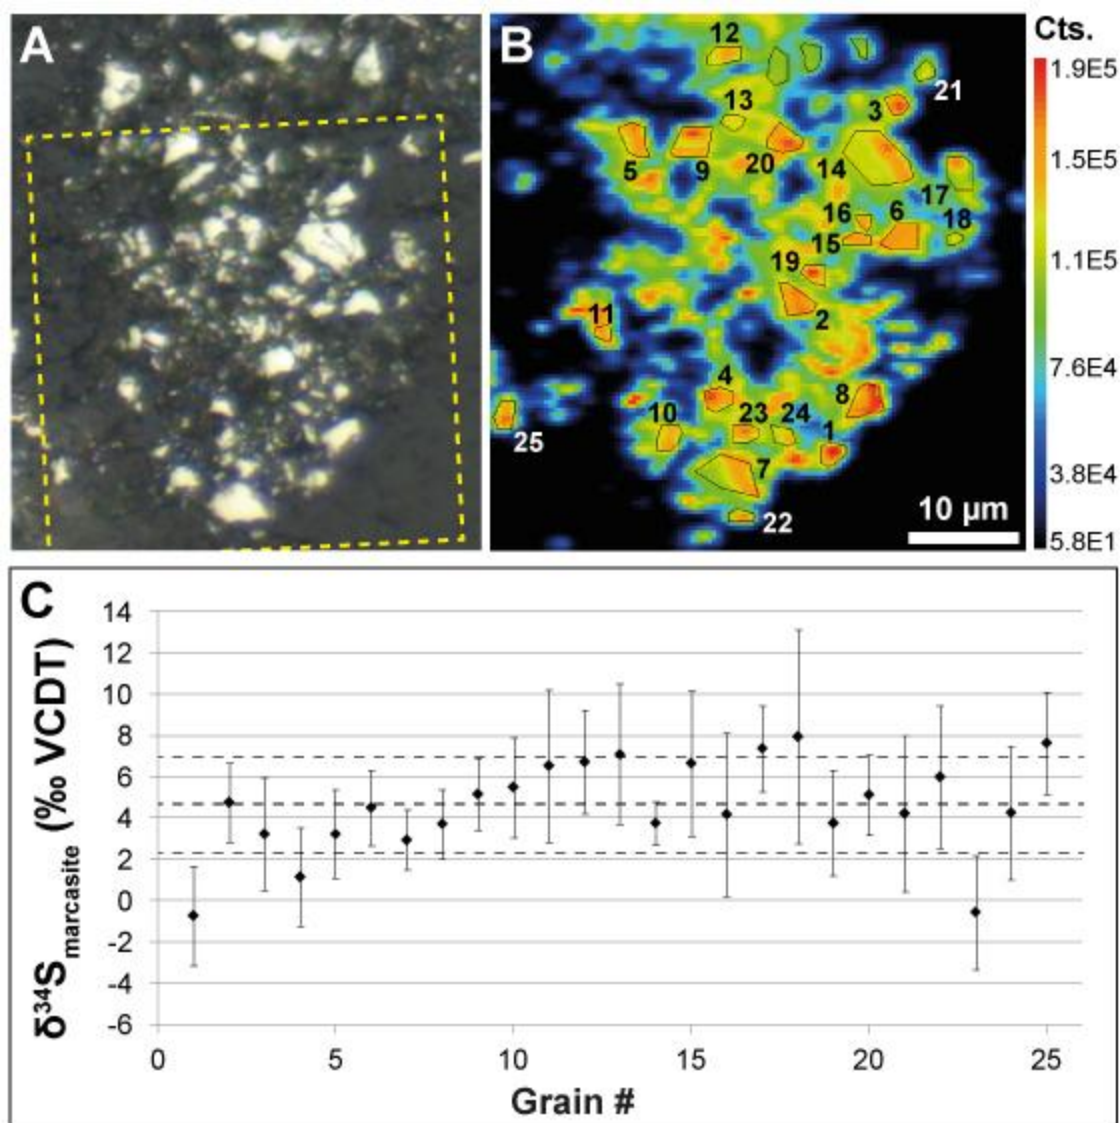 A
B
Cts.
12
1.9E5
21
13
3
5
9
20
14
1.5E5
17
16
6
18
15
19
1.1E5
11
2
4
8
7.6E4
10
23
24
1
25
7
3.8E4
22
10 µm
5.8E1
C
14
12
10
8
6
4
2
0
-2
-4
-6
δ³⁴Smarcasite (‰ VCDT)
0 5 10 15 20 25
Grain #